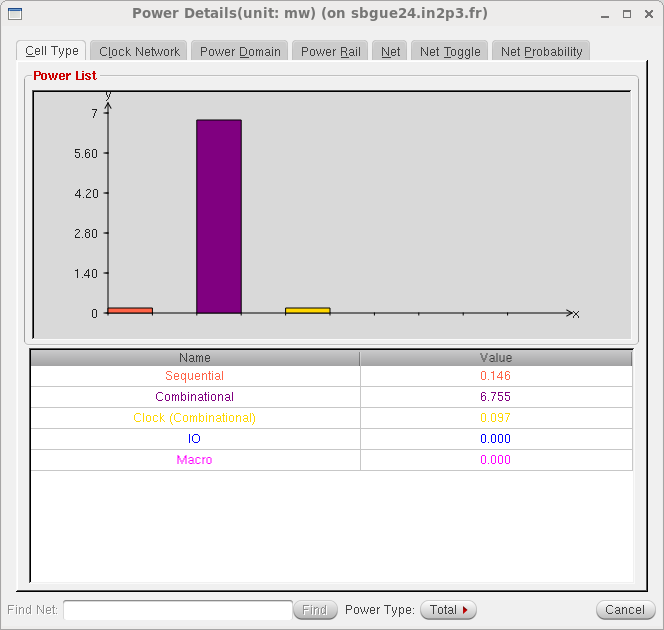 Power Details(unit: mw) (on sbgue24.in2p3.fr)
Cell Type Clock Network Power Domain Power Rail Net Net Toggle Net Probability
Power List
y
7
5.60
4.20
2.80
1.40
0
x
Name Value
Sequential 0.146
Combinational 6.755
Clock (Combinational) 0.097
IO 0.000
Macro 0.000
Find Net: Find Power Type: Total Cancel